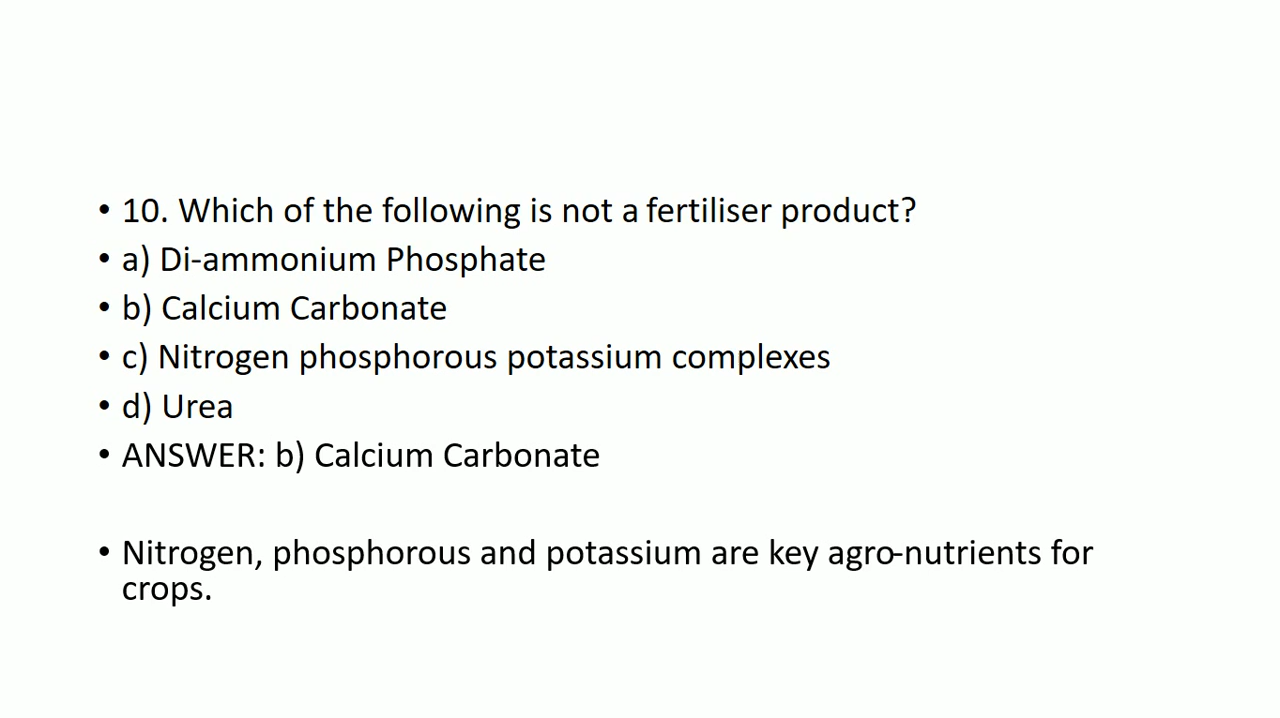 • 10. Which of the following is not a fertiliser product?
• a) Di-ammonium Phosphate
• b) Calcium Carbonate
• c) Nitrogen phosphorous potassium complexes
• d) Urea
• ANSWER: b) Calcium Carbonate
• Nitrogen, phosphorous and potassium are key agro-nutrients for
crops.